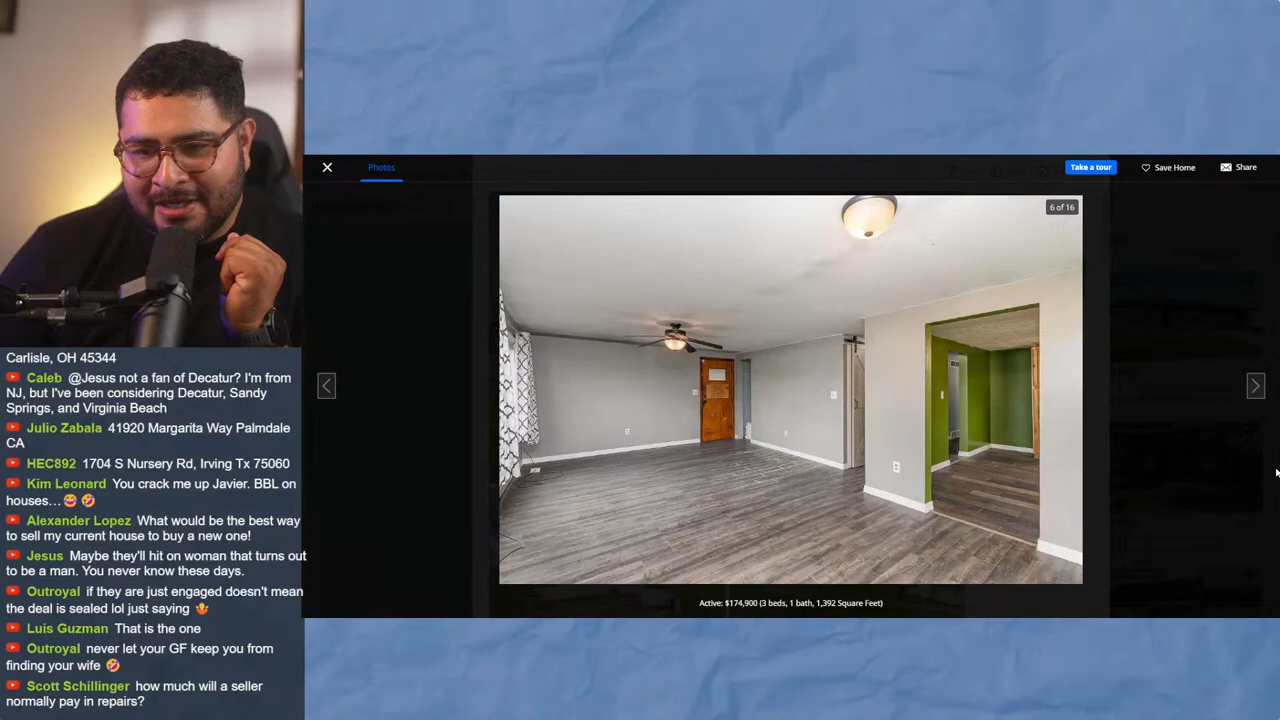 Photos
Take a tour
Save Home
Share
6 of 16
Active: $174,900 (3 beds, 1 bath, 1,392 Square Feet)
Carlisle, OH 45344
Caleb @Jesus not a fan of Decatur? I'm from
NJ, but I've been considering Decatur, Sandy
Springs, and Virginia Beach
Julio Zabala 41920 Margarita Way Palmdale
CA
HEC892 1704 S Nursery Rd, Irving Tx 75060
Kim Leonard You crack me up Javier. BBL on
houses…😂🤣
Alexander Lopez What would be the best way
to sell my current house to buy a new one!
Jesus Maybe they'll hit on woman that turns out
to be a man. You never know these days.
Outroyal if they are just engaged doesn't mean
the deal is sealed lol just saying 🤷
Luis Guzman That is the one
Outroyal never let your GF keep you from
finding your wife 🤣
Scott Schillinger how much will a seller
normally pay in repairs?